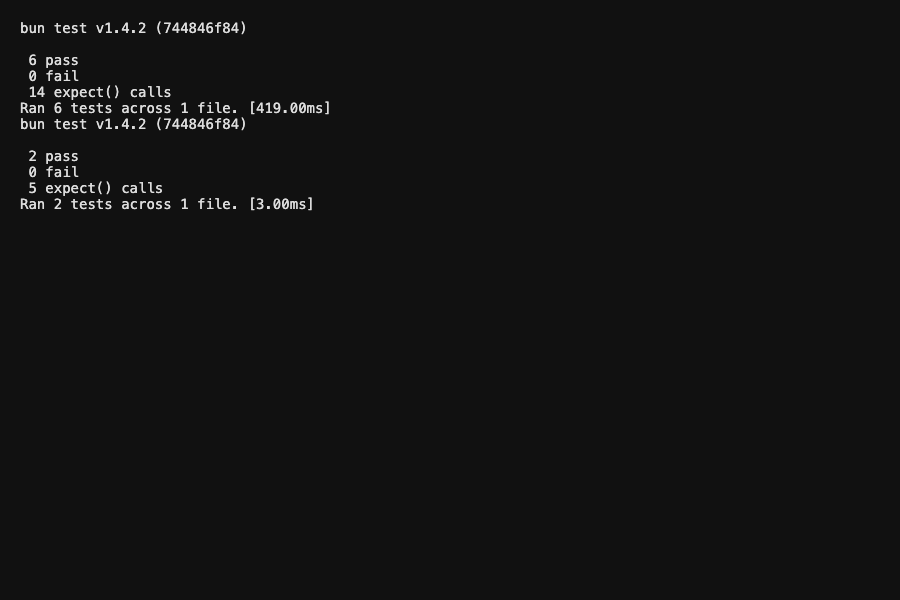 bun test v1.4.2 (744846f84)
6 pass
0 fail
14 expect() calls
Ran 6 tests across 1 file. [419.00ms]
bun test v1.4.2 (744846f84)
2 pass
0 fail
5 expect() calls
Ran 2 tests across 1 file. [3.00ms]